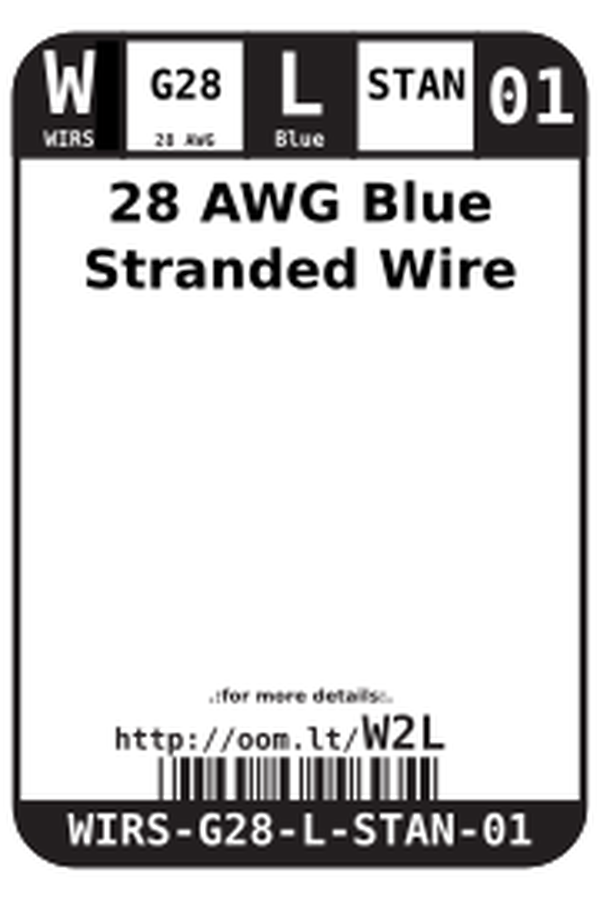 W G28 L STAN 01
WIRS 28 AWG Blue
28 AWG Blue
Stranded Wire
.:for more details:.
http://oom.lt/W2L
WIRS-G28-L-STAN-01